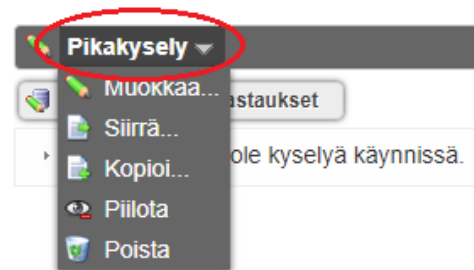 Pikakysely
Muokkaa...
astaukset
Siirrä...
ole kyselyä käynnissä.
Kopioi...
Piilota
Poista